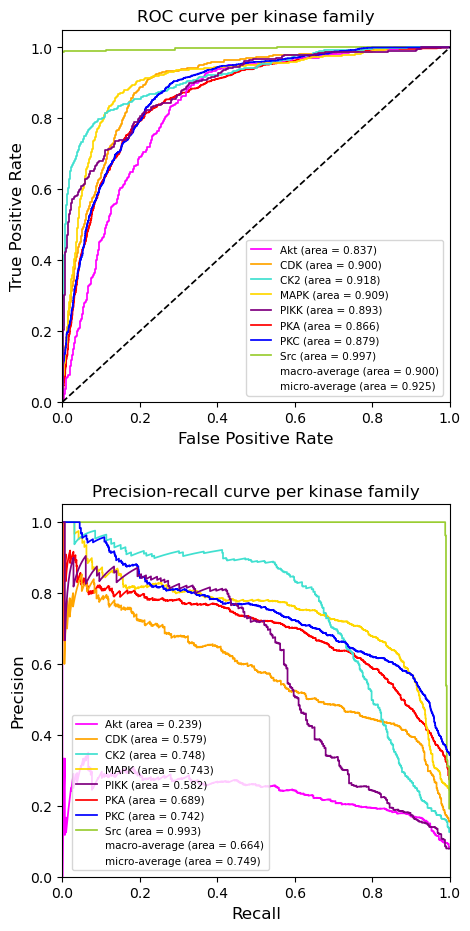 ROC curve per kinase family
True Positive Rate
1.0
0.8
0.6
0.4
0.2
0.0
Akt (area = 0.837)
CDK (area = 0.900)
CK2 (area = 0.918)
MAPK (area = 0.909)
PIKK (area = 0.893)
PKA (area = 0.866)
PKC (area = 0.879)
Src (area = 0.997)
macro-average (area = 0.900)
micro-average (area = 0.925)
0.0 0.2 0.4 0.6 0.8 1.0
False Positive Rate
Precision-recall curve per kinase family
Precision
1.0
0.8
0.6
0.4
0.2
0.0
Akt (area = 0.239)
CDK (area = 0.579)
CK2 (area = 0.748)
MAPK (area = 0.743)
PIKK (area = 0.582)
PKA (area = 0.689)
PKC (area = 0.742)
Src (area = 0.993)
macro-average (area = 0.664)
micro-average (area = 0.749)
0.0 0.2 0.4 0.6 0.8 1.0
Recall